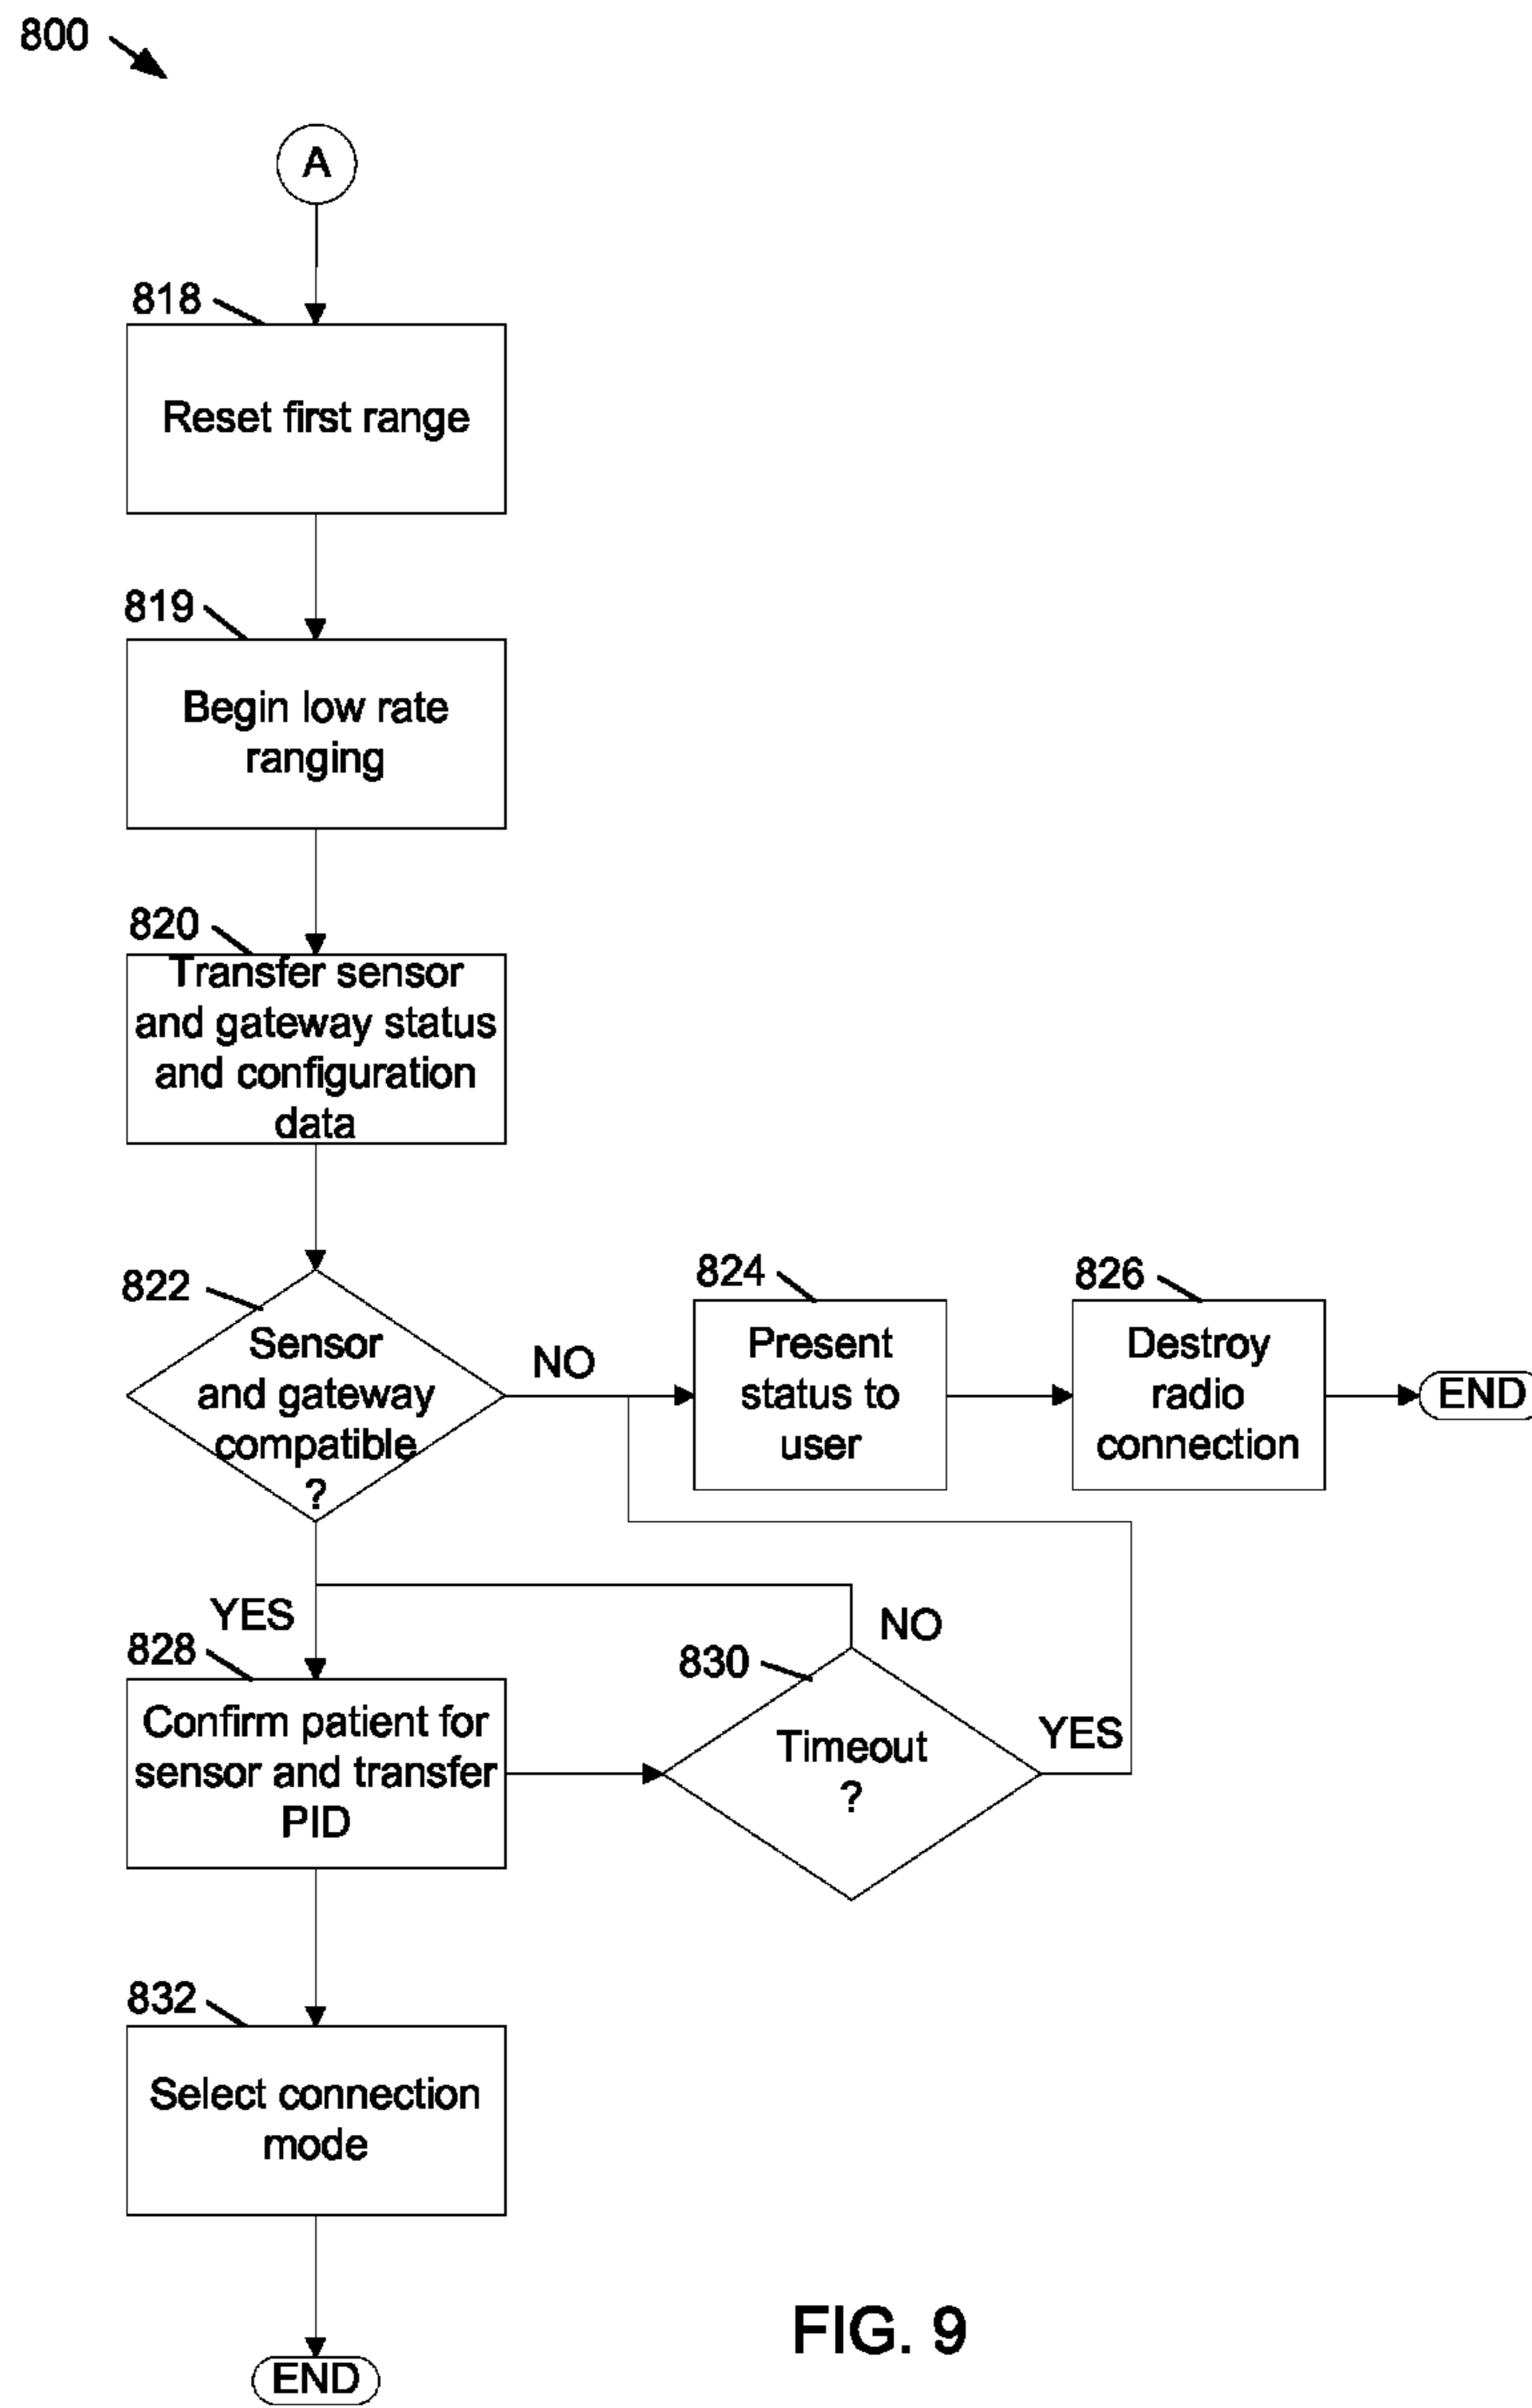 800
A
818
Reset first range
819
Begin low rate
ranging
820
Transfer sensor
and gateway status
and configuration
data
822
Sensor
and gateway
compatible
?
NO
824
Present
status to
user
826
Destroy
radio
connection
END
YES
828
Confirm patient for
sensor and transfer
PID
830
NO
Timeout
?
YES
832
Select connection
mode
END
FIG. 9